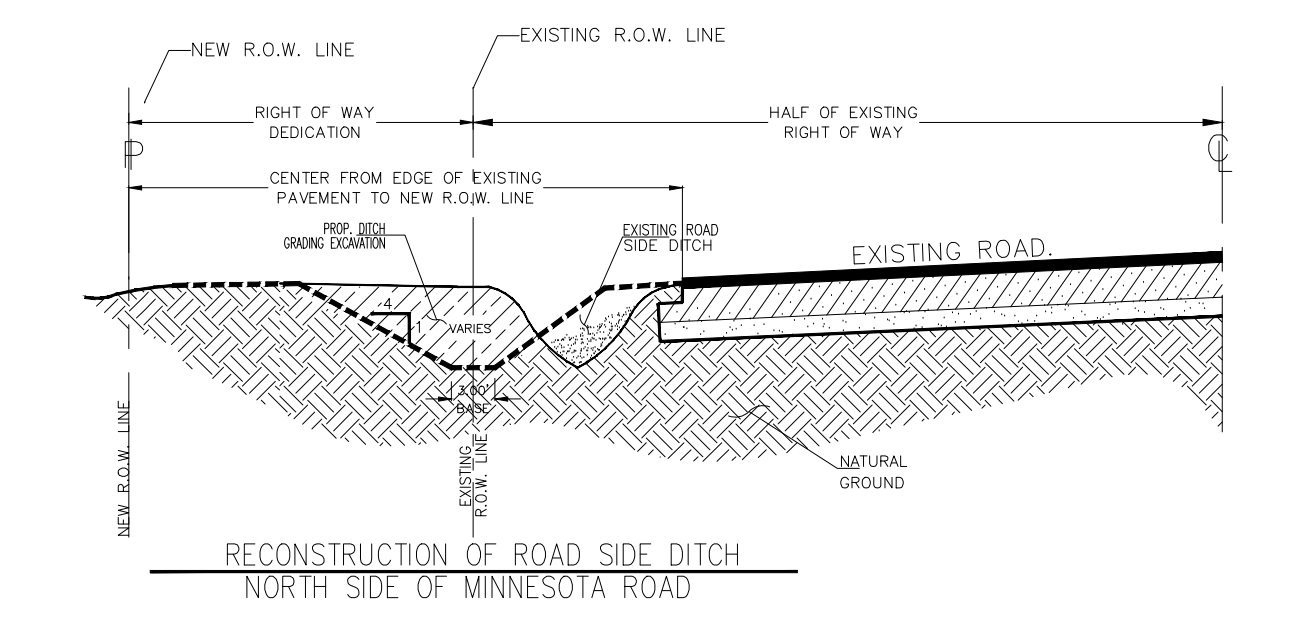 NEW R.O.W. LINE
EXISTING R.O.W. LINE
RIGHT OF WAY
DEDICATION
HALF OF EXISTING
RIGHT OF WAY
P
CL
CENTER FROM EDGE OF EXISTING
PAVEMENT TO NEW R.O.W. LINE
PROP. DITCH
GRADING EXCAVATION
EXISTING ROAD
SIDE DITCH
EXISTING ROAD.
4
1
VARIES
3.00'
BASE
NEW R.O.W. LINE
EXISTING
R.O.W. LINE
NATURAL
GROUND
RECONSTRUCTION OF ROAD SIDE DITCH
NORTH SIDE OF MINNESOTA ROAD